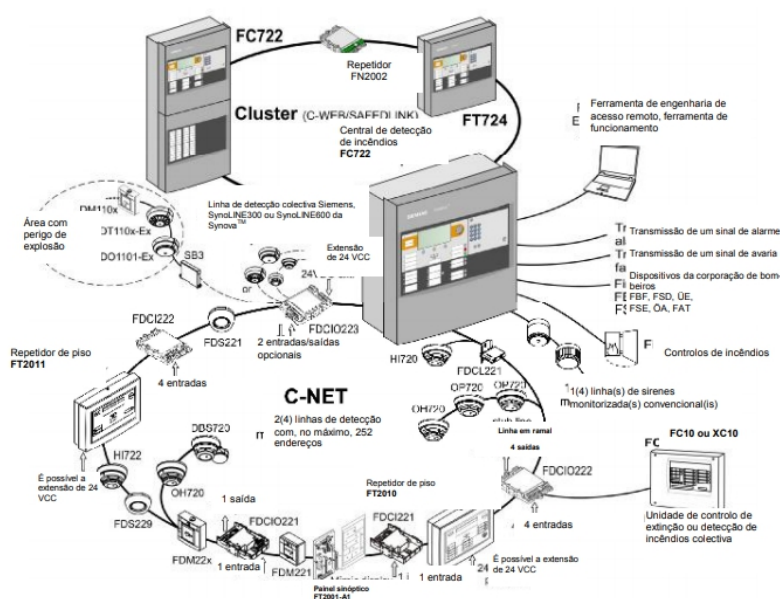 FC722
Repetidor
FN2002
Cluster (C-WEB/SAFEDLINK)
FT724
Central de detecção
de incêndios
FC722
Ferramenta de engenharia de
acesso remoto, ferramenta de
funcionamento
Linha de detecção colectiva Siemens,
SynoLINE300 ou SynoLINE600 da
Synova™
DM110x
Área com
perigo de
explosão
DT110x-Ex
DO1101-Ex
SB3
or
Extensão
de 24 VCC
Transmissão de um sinal de alarme
Transmissão de um sinal de avaria
Dispositivos da corporação de bom-
beiros
FBF, FSD, ÜE,
FSE, ÖA, FAT
FDCI222
FDS221
FDCIO223
2 entradas/saídas
opcionais
4 entradas
Repetidor de piso
FT2011
HI720
FDCL221
Controlos de incêndios
C-NET
2(4) linhas de detecção
com, no máximo, 252
endereços
OP720
OP720
OH720
1(4) linha(s) de sirenes
monitorizada(s) convencional(is)
Linha em ramal
4 saídas
DBS720
HI722
OH720
É possível a
extensão de 24
VCC
FDS229
1 saída
FDCIO222
4 entradas
FC10 ou XC10
Unidade de controlo de
extinção ou detecção de
incêndios colectiva
Repetidor de piso
FT2010
FDCIO221
FDCI221
FDM22x
1 entrada
FDM221
1 entrada
É possível a extensão
de 24 VCC
Painel sinóptico
FT2001-A1